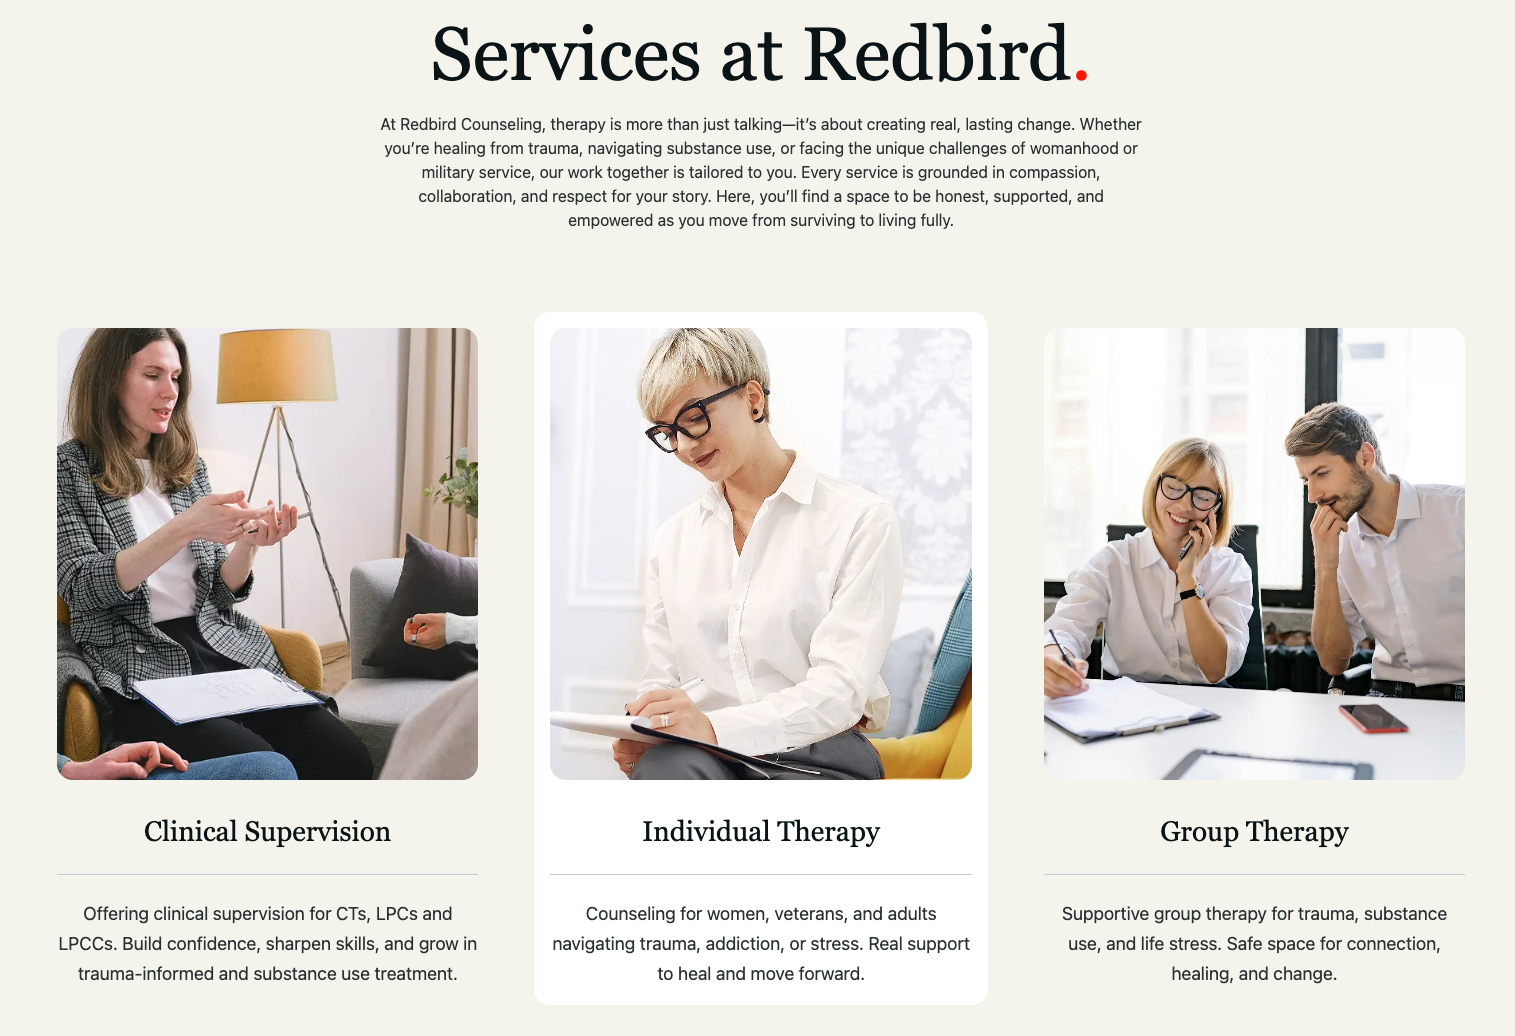 Services at Redbird.
At Redbird Counseling, therapy is more than just talking—it’s about creating real, lasting change. Whether
you’re healing from trauma, navigating substance use, or facing the unique challenges of womanhood or
military service, our work together is tailored to you. Every service is grounded in compassion,
collaboration, and respect for your story. Here, you’ll find a space to be honest, supported, and
empowered as you move from surviving to living fully.
Clinical Supervision
Offering clinical supervision for CTs, LPCs and
LPCCs. Build confidence, sharpen skills, and grow in
trauma-informed and substance use treatment.
Individual Therapy
Counseling for women, veterans, and adults
navigating trauma, addiction, or stress. Real support
to heal and move forward.
Group Therapy
Supportive group therapy for trauma, substance
use, and life stress. Safe space for connection,
healing, and change.